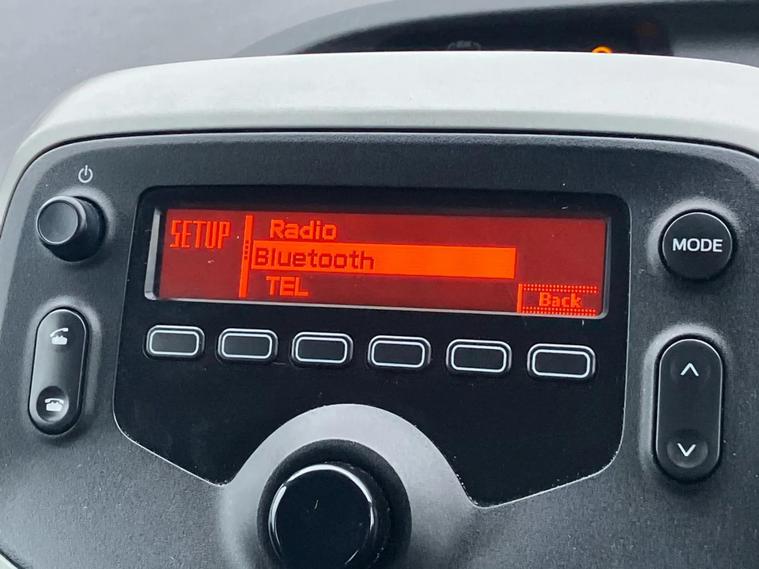 SETUP
Radio
Bluetooth
TEL
Back
MODE